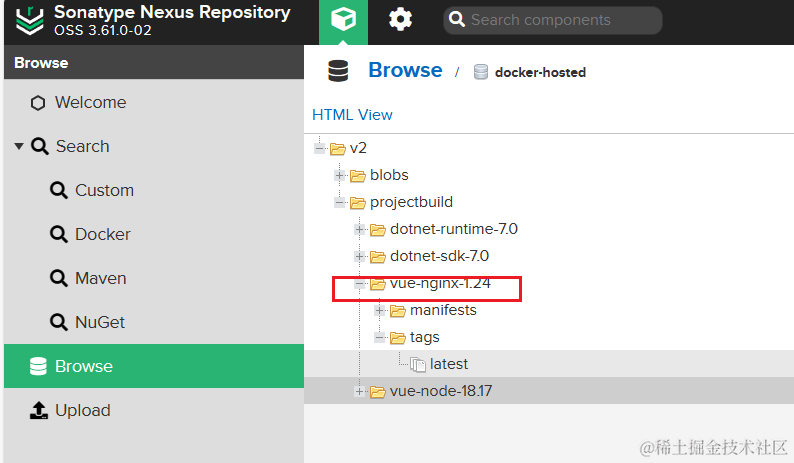 Sonatype Nexus Repository
OSS 3.61.0-02
Search components
Browse
Browse / docker-hosted
Welcome
HTML View
Search
v2
blobs
Custom
projectbuild
dotnet-runtime-7.0
Docker
dotnet-sdk-7.0
Maven
vue-nginx-1.24
manifests
NuGet
tags
Browse
latest
vue-node-18.17
Upload
@稀土掘金技术社区